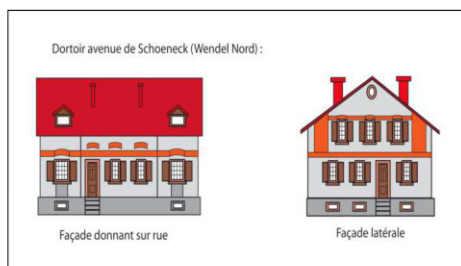 Dortoir avenue de Schoeneck (Wendel Nord) :
Façade donnant sur rue
Façade latérale